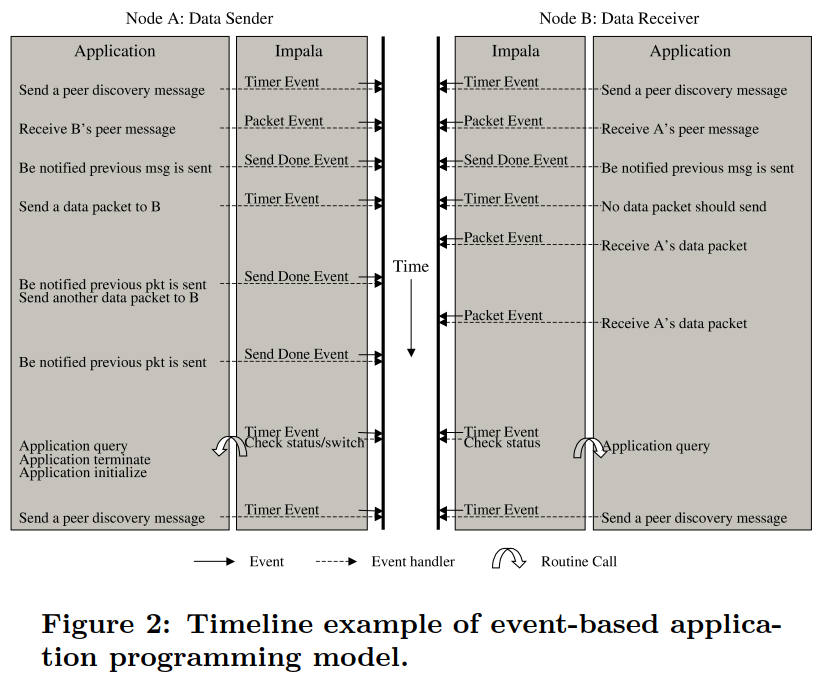 Node A: Data Sender
Node B: Data Receiver
Application
Impala
Impala
Application
Timer Event
Send a peer discovery message
Timer Event
Send a peer discovery message
Packet Event
Receive B's peer message
Packet Event
Receive A's peer message
Send Done Event
Be notified previous msg is sent
Send Done Event
Be notified previous msg is sent
Timer Event
Send a data packet to B
Timer Event
No data packet should send
Packet Event
Receive A's data packet
Time
Send Done Event
Be notified previous pkt is sent
Send another data packet to B
Packet Event
Receive A's data packet
Send Done Event
Be notified previous pkt is sent
Timer Event
Check status/switch
Application query
Application terminate
Application initialize
Timer Event
Check status
Application query
Timer Event
Send a peer discovery message
Timer Event
Send a peer discovery message
Event
Event handler
Routine Call
Figure 2: Timeline example of event-based applica-
tion programming model.